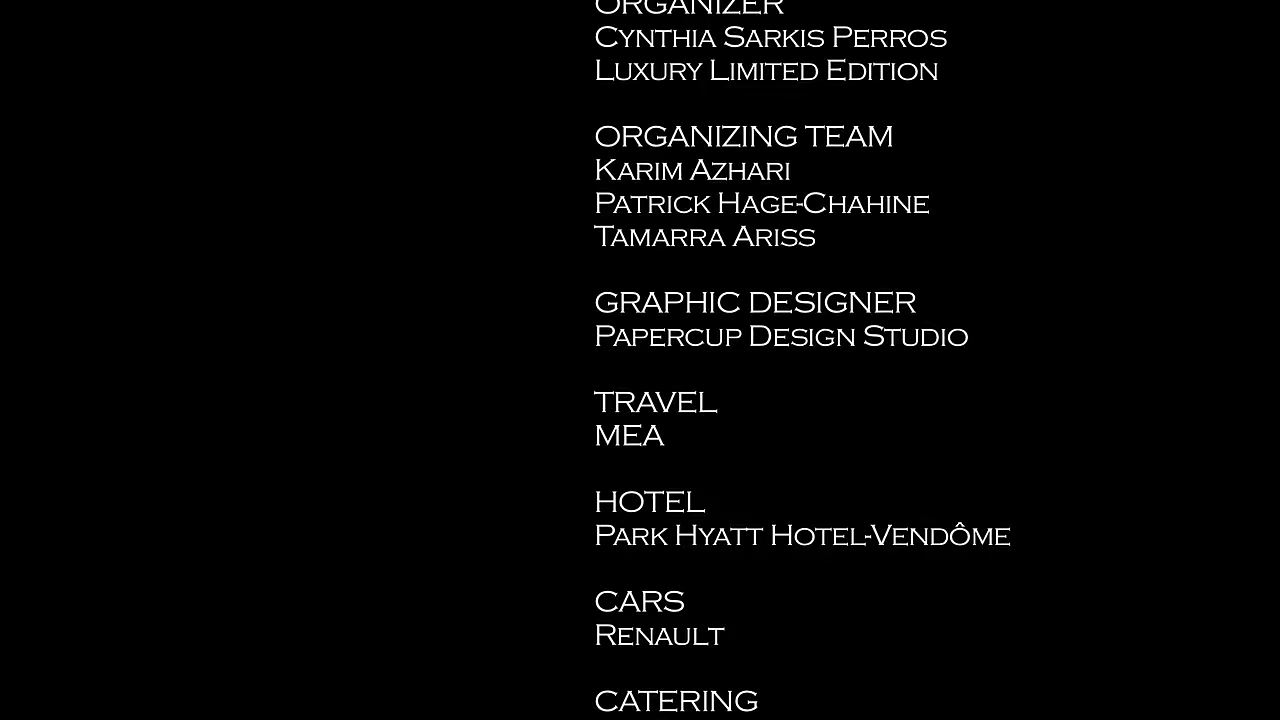 ORGANIZER
Cynthia Sarkis Perros
Luxury Limited Edition
ORGANIZING TEAM
Karim Azhari
Patrick Hage-Chahine
Tamarra Ariss
GRAPHIC DESIGNER
Papercup Design Studio
TRAVEL
MEA
HOTEL
Park Hyatt Hotel-Vendôme
CARS
Renault
CATERING